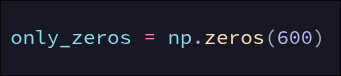 only_zeros = np.zeros(600)